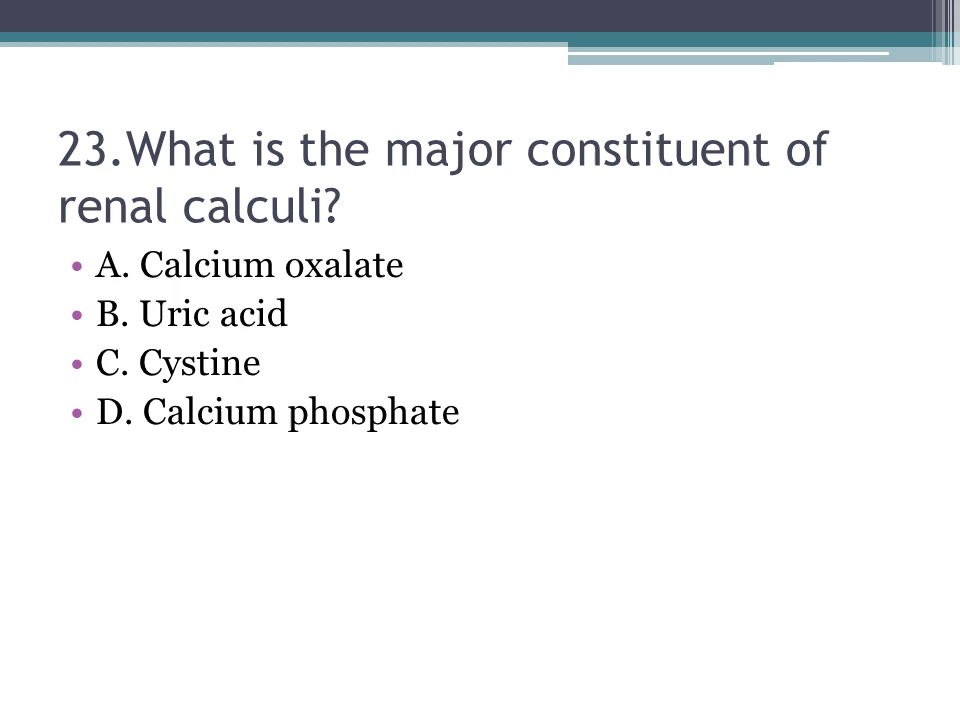 23.What is the major constituent of
renal calculi?
• A. Calcium oxalate
• B. Uric acid
• C. Cystine
• D. Calcium phosphate